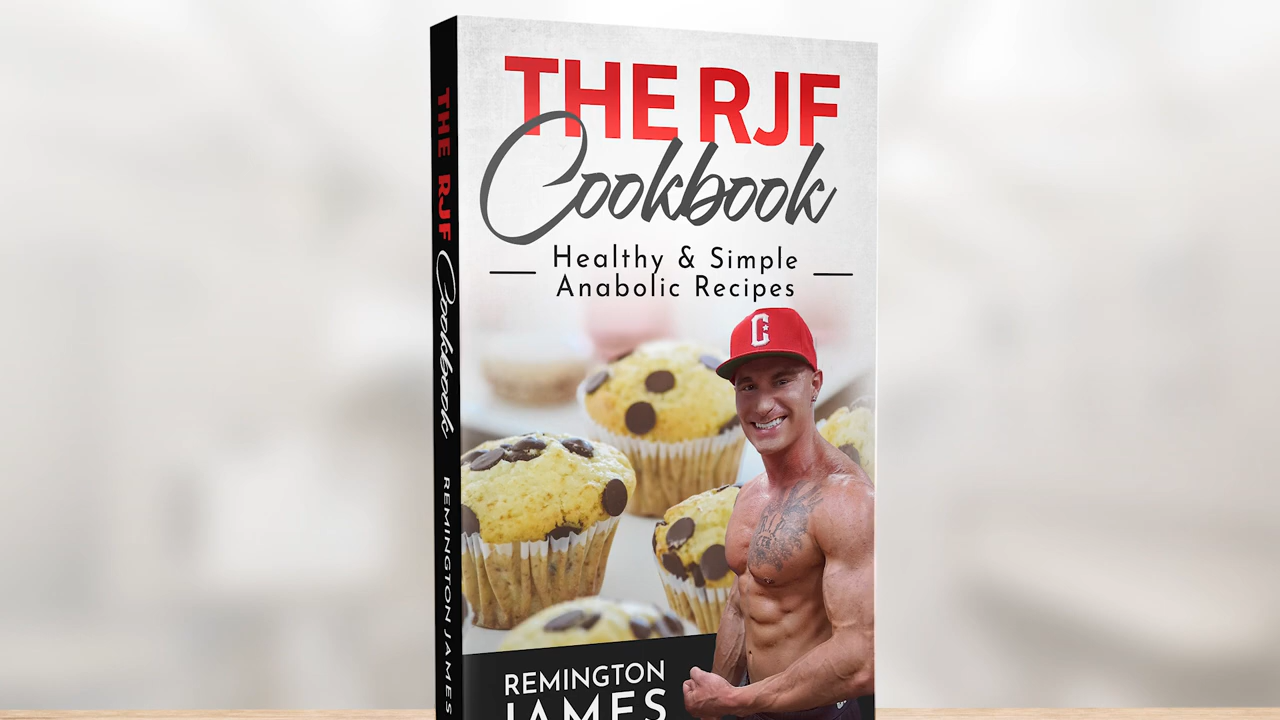 THE RJF
Cookbook
Healthy & Simple
Anabolic Recipes
C
REMINGTON
JAMES
THE RJF Cookbook REMINGTON JAMES